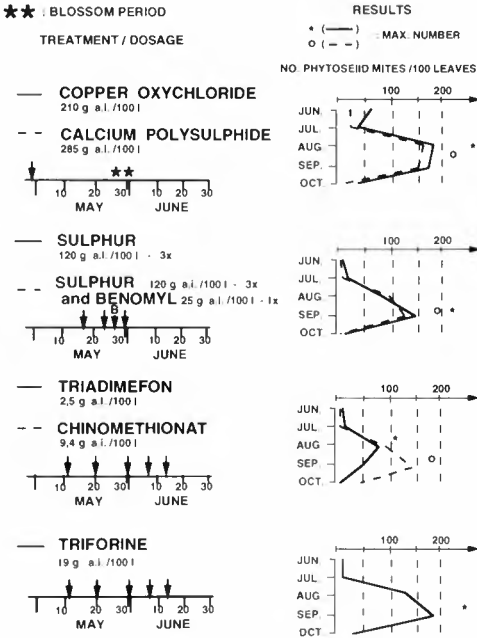 ★★ : BLOSSOM PERIOD
TREATMENT / DOSAGE
RESULTS
* (——)
o (– – –)
: MAX. NUMBER
NO. PHYTOSEIID MITES /100 LEAVES
—— COPPER OXYCHLORIDE
210 g a.i. /100 l
– – CALCIUM POLYSULPHIDE
285 g a.i. /100 l
★★
10 20 30 10 20 30
MAY JUNE
100 200
JUN.
JUL.
AUG
SEP.
OCT.
* o
—— SULPHUR
120 g a.i. /100 l - 3x
– – SULPHUR 120 g a.i. /100 l - 3x
and BENOMYL 25 g a.i. /100 l - 1x
B
10 20 30 10 20 30
MAY JUNE
100 200
JUN.
JUL.
AUG
SEP.
OCT.
o *
—— TRIADIMEFON
2,5 g a.i. /100 l
– – CHINOMETHIONAT
9,4 g a.i. /100 l
10 20 30 10 20 30
MAY JUNE
100 200
JUN.
JUL.
AUG
SEP.
OCT.
* o
—— TRIFORINE
19 g a.i. /100 l
10 20 30 10 20 30
MAY JUNE
100 200
JUN
JUL.
AUG
SEP.
OCT.
*